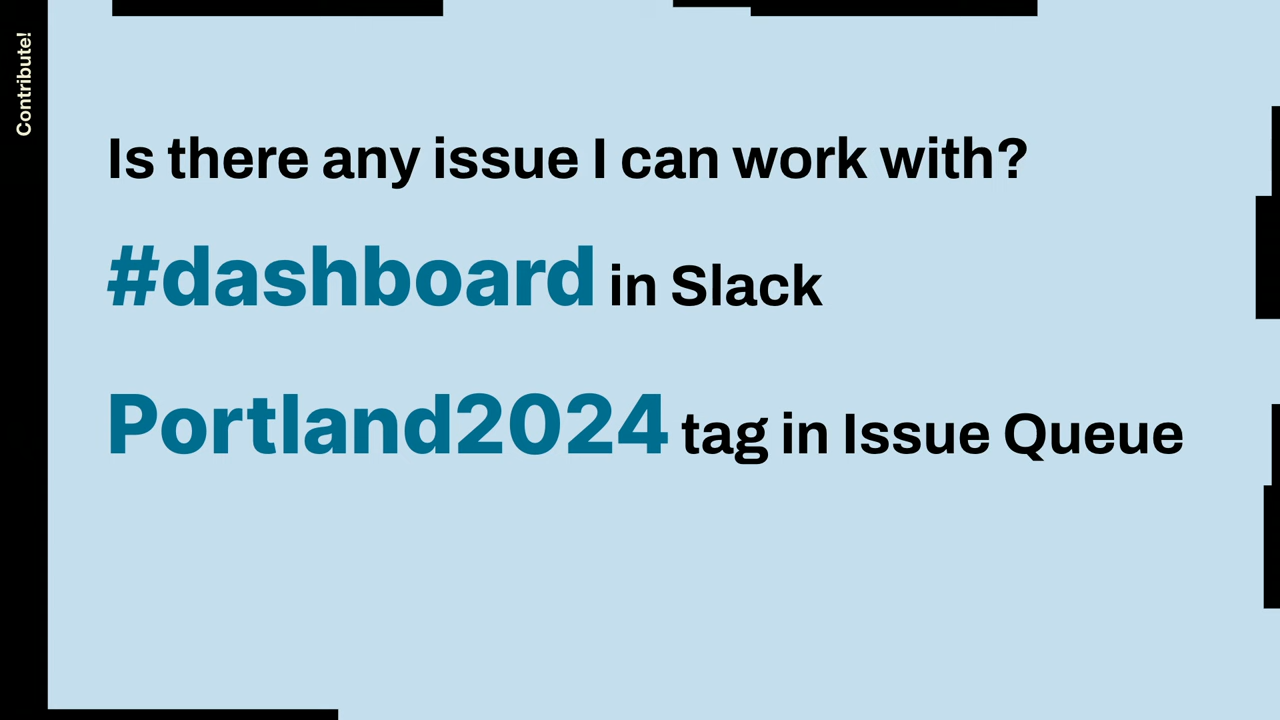 Contribute!
Is there any issue I can work with?
#dashboard in Slack
Portland2024 tag in Issue Queue